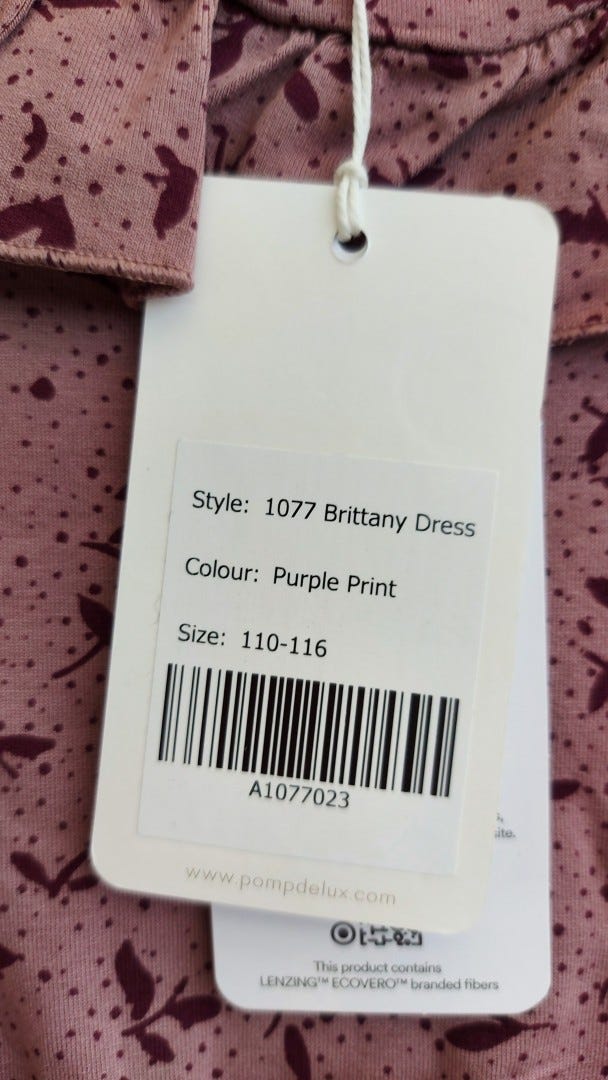 Style: 1077 Brittany Dress
Colour: Purple Print
Size: 110-116
A1077023
www.pompdelux.com
This product contains
LENZING™ ECOVERO™ branded fibers